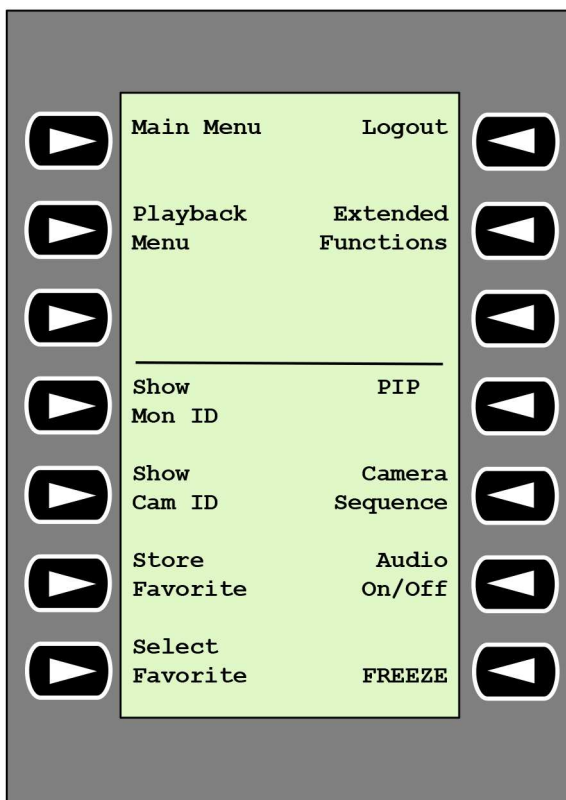 Main Menu Logout
Playback Extended
Menu Functions
Show PIP
Mon ID
Show Camera
Cam ID Sequence
Store Audio
Favorite On/Off
Select
Favorite FREEZE